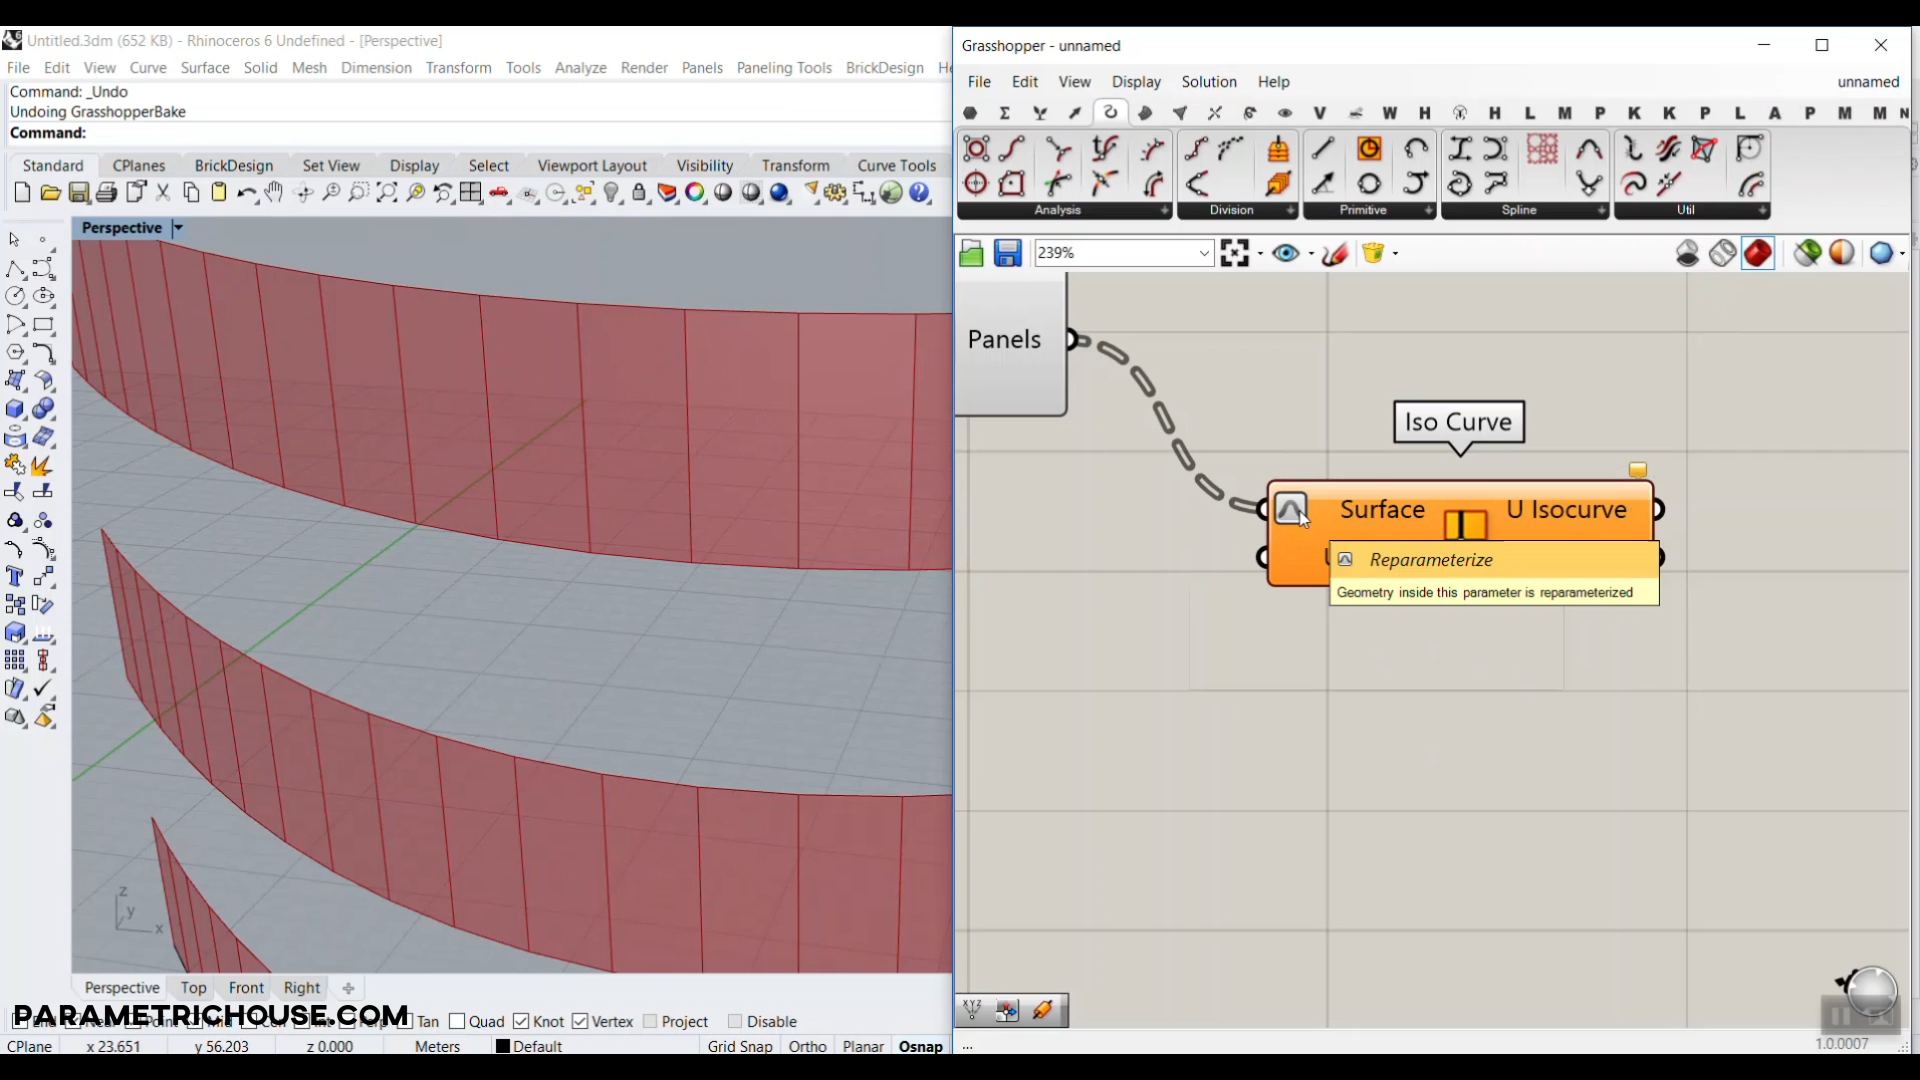 Untitled.3dm (652 KB) - Rhinoceros 6 Undefined - [Perspective]
File Edit View Curve Surface Solid Mesh Dimension Transform Tools Analyze Render Panels Paneling Tools BrickDesign
Command: _Undo
Undoing GrasshopperBake
Command:
Standard CPlanes BrickDesign Set View Display Select Viewport Layout Visibility Transform Curve Tools
Perspective
z
y
x
Perspective Top Front Right
PARAMETRICHOUSE.COM
Tan Quad Knot Vertex Project Disable
CPlane x 23.651 y 56.203 z 0.000 Meters Default Grid Snap Ortho Planar Osnap
Grasshopper - unnamed
File Edit View Display Solution Help unnamed
V W H H L M P K K P L A P M M N
Analysis Division Primitive Spline Util
239%
Panels
Iso Curve
Surface U Isocurve
Reparameterize
Geometry inside this parameter is reparameterized
XYZ
... 1.0.0007